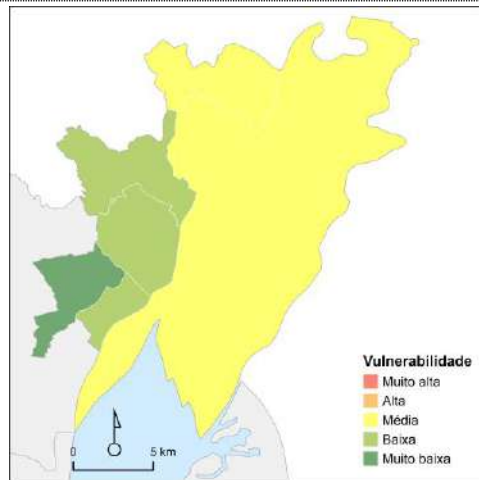 Vulnerabilidade
Muito alta
Alta
Média
Baixa
Muito baixa
0 5 km